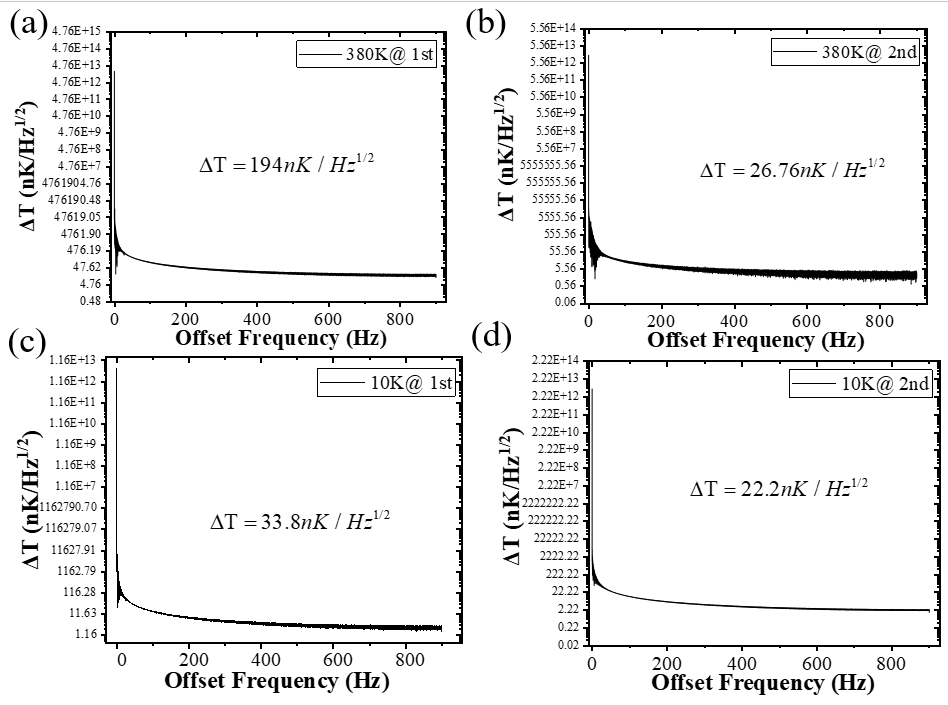 (a)
4.76E+15
4.76E+14
4.76E+13
4.76E+12
4.76E+11
4.76E+10
4.76E+9
4.76E+8
4.76E+7
4761904.76
476190.48
47619.05
4761.90
476.19
47.62
4.76
0.48
ΔT (nK/Hz^1/2)
380K@ 1st
ΔT = 194nK / Hz^1/2
0 200 400 600 800
Offset Frequency (Hz)
(b)
5.56E+14
5.56E+13
5.56E+12
5.56E+11
5.56E+10
5.56E+9
5.56E+8
5.56E+7
5555555.56
555555.56
55555.56
5555.56
555.56
55.56
5.56
0.56
0.06
ΔT (nK/Hz^1/2)
380K@ 2nd
ΔT = 26.76nK / Hz^1/2
0 200 400 600 800
Offset Frequency (Hz)
(c)
1.16E+13
1.16E+12
1.16E+11
1.16E+10
1.16E+9
1.16E+8
1.16E+7
1162790.70
116279.07
11627.91
1162.79
116.28
11.63
1.16
ΔT (nK/Hz^1/2)
10K@ 1st
ΔT = 33.8nK / Hz^1/2
0 200 400 600 800
Offset Frequency (Hz)
(d)
2.22E+14
2.22E+13
2.22E+12
2.22E+11
2.22E+10
2.22E+9
2.22E+8
2.22E+7
2222222.22
222222.22
22222.22
2222.22
222.22
22.22
2.22
0.22
0.02
ΔT (nK/Hz^1/2)
10K@ 2nd
ΔT = 22.2nK / Hz^1/2
0 200 400 600 800
Offset Frequency (Hz)